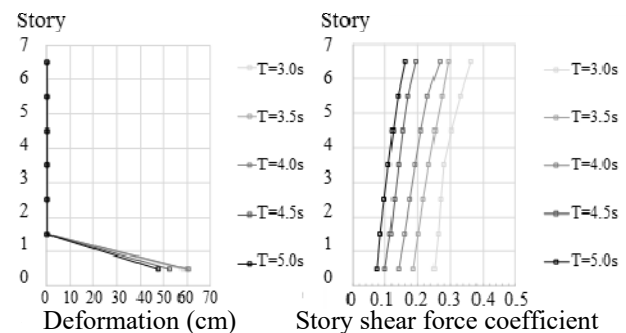 Story
7
6
5
4
3
2
1
0
0 10 20 30 40 50 60 70
Deformation (cm)
T=3.0s
T=3.5s
T=4.0s
T=4.5s
T=5.0s
Story
7
6
5
4
3
2
1
0
0 0.1 0.2 0.3 0.4 0.5
Story shear force coefficient
T=3.0s
T=3.5s
T=4.0s
T=4.5s
T=5.0s